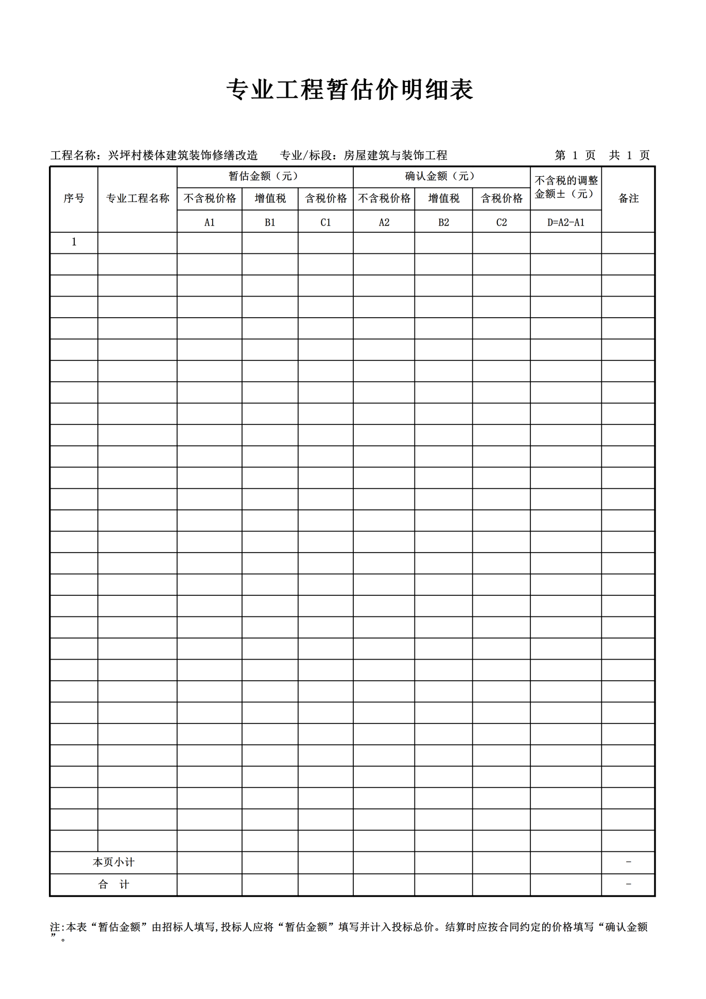 专业工程暂估价明细表
工程名称：兴坪村楼体建筑装饰修缮改造 专业/标段：房屋建筑与装饰工程 第 1 页 共 1 页
序号 专业工程名称 暂估金额（元） 确认金额（元） 不含税的调整金额±（元） 备注
不含税价格 增值税 含税价格 不含税价格 增值税 含税价格
A1 B1 C1 A2 B2 C2 D=A2-A1
1
本页小计 -
合 计 -
注:本表“暂估金额”由招标人填写,投标人应将“暂估金额”填写并计入投标总价。结算时应按合同约定的价格填写“确认金额
”。